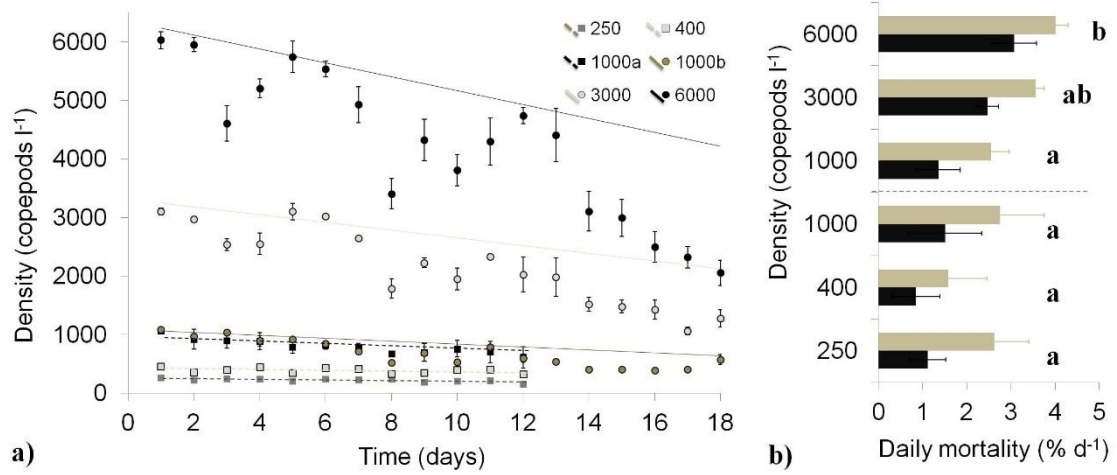 250 400
1000a 1000b
3000 6000
Density (copepods l-1)
6000
5000
4000
3000
2000
1000
0
0 2 4 6 8 10 12 14 16 18
Time (days)
a)
Density (copepods l-1)
6000 b
3000 ab
1000 a
1000 a
400 a
250 a
0 1 2 3 4 5
Daily mortality (% d-1)
b)